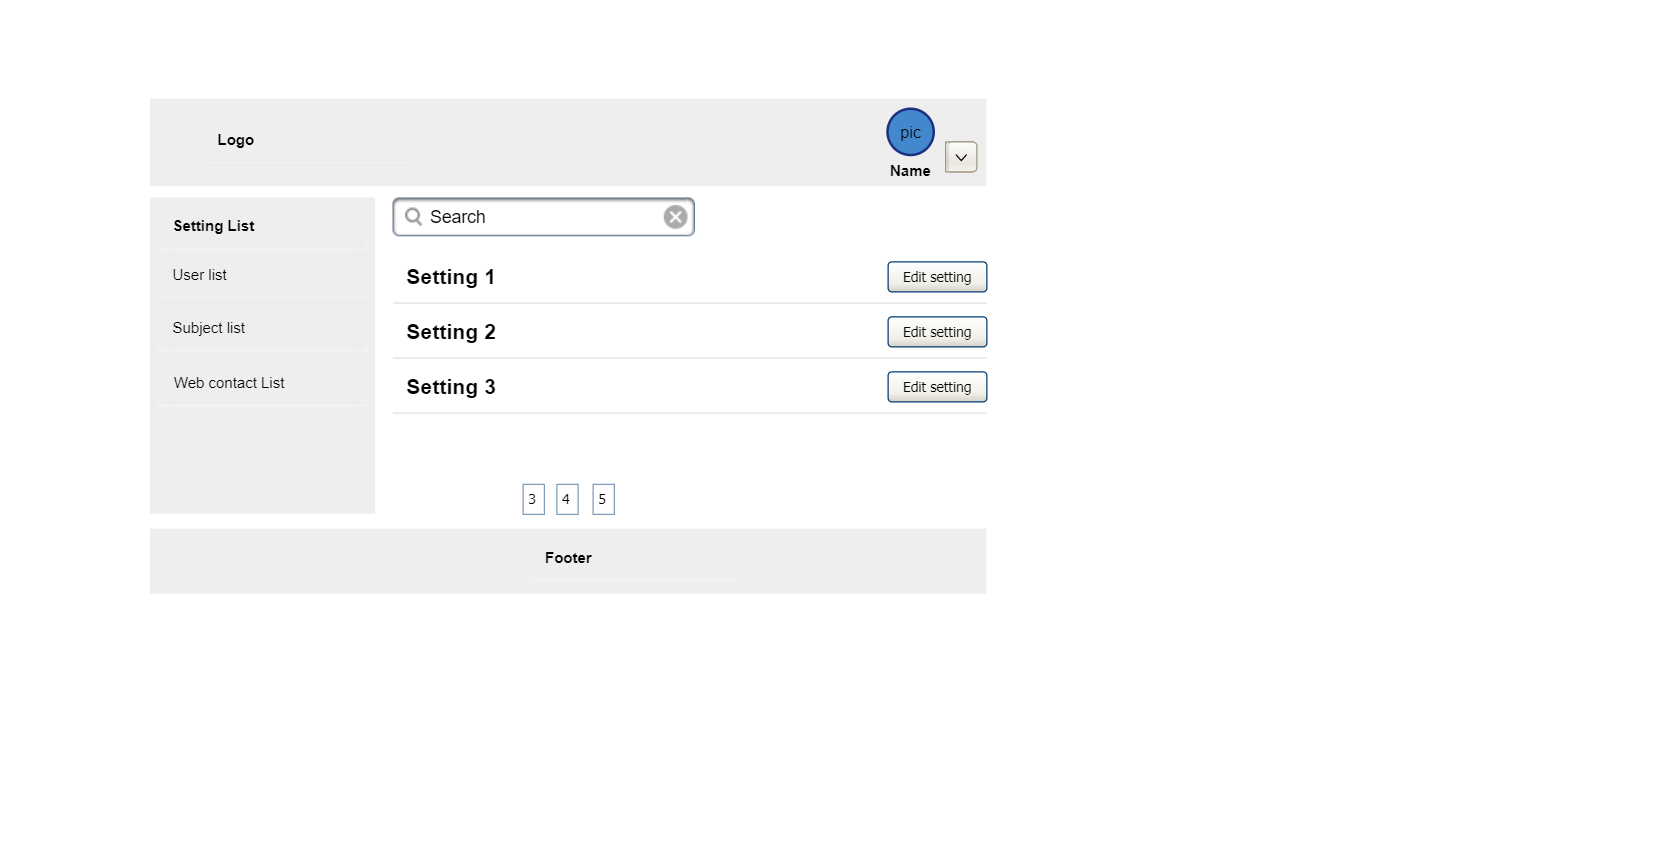 Logo
pic
Name
Setting List
User list
Subject list
Web contact List
Search
Setting 1
Edit setting
Setting 2
Edit setting
Setting 3
Edit setting
3 4 5
Footer